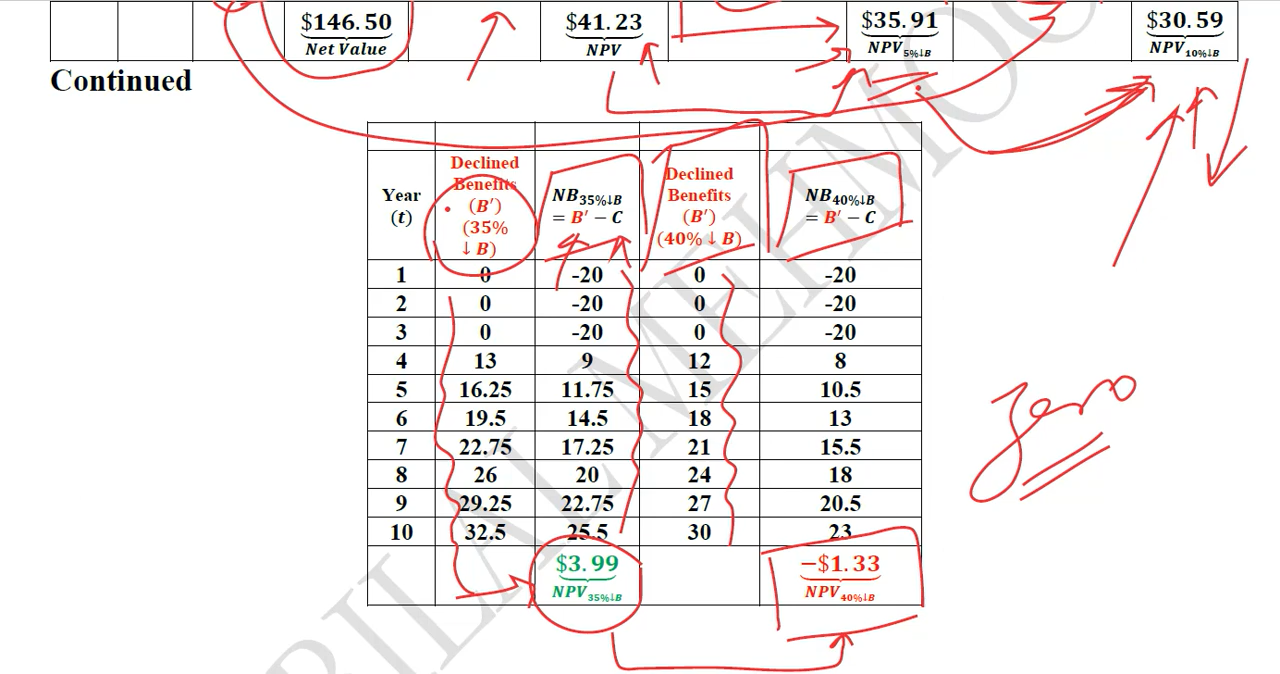 $146.50 $41.23 $35.91 $30.59
Net Value NPV NPV5%↓B NPV10%↓B
Continued
Year (t) Declined Benefits (B′) (35% ↓ B) NB35%↓B = B′ − C Declined Benefits (B′) (40% ↓ B) NB40%↓B = B′ − C
1 0 -20 0 -20
2 0 -20 0 -20
3 0 -20 0 -20
4 13 9 12 8
5 16.25 11.75 15 10.5
6 19.5 14.5 18 13
7 22.75 17.25 21 15.5
8 26 20 24 18
9 29.25 22.75 27 20.5
10 32.5 25.5 30 23
$3.99 −$1.33
NPV35%↓B NPV40%↓B
Zero
BILAL MEHMOO